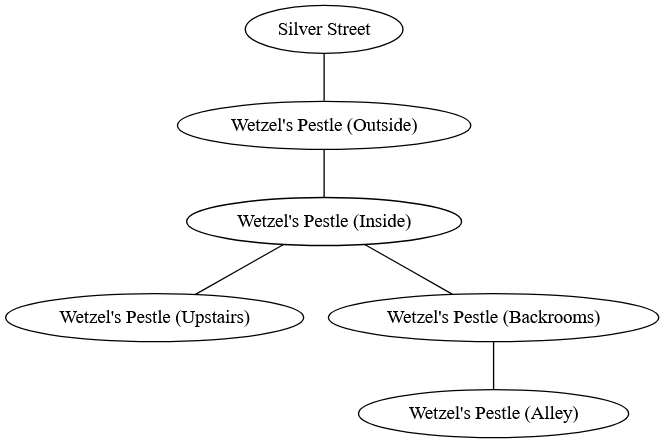 Silver Street
Wetzel's Pestle (Outside)
Wetzel's Pestle (Inside)
Wetzel's Pestle (Upstairs)
Wetzel's Pestle (Backrooms)
Wetzel's Pestle (Alley)